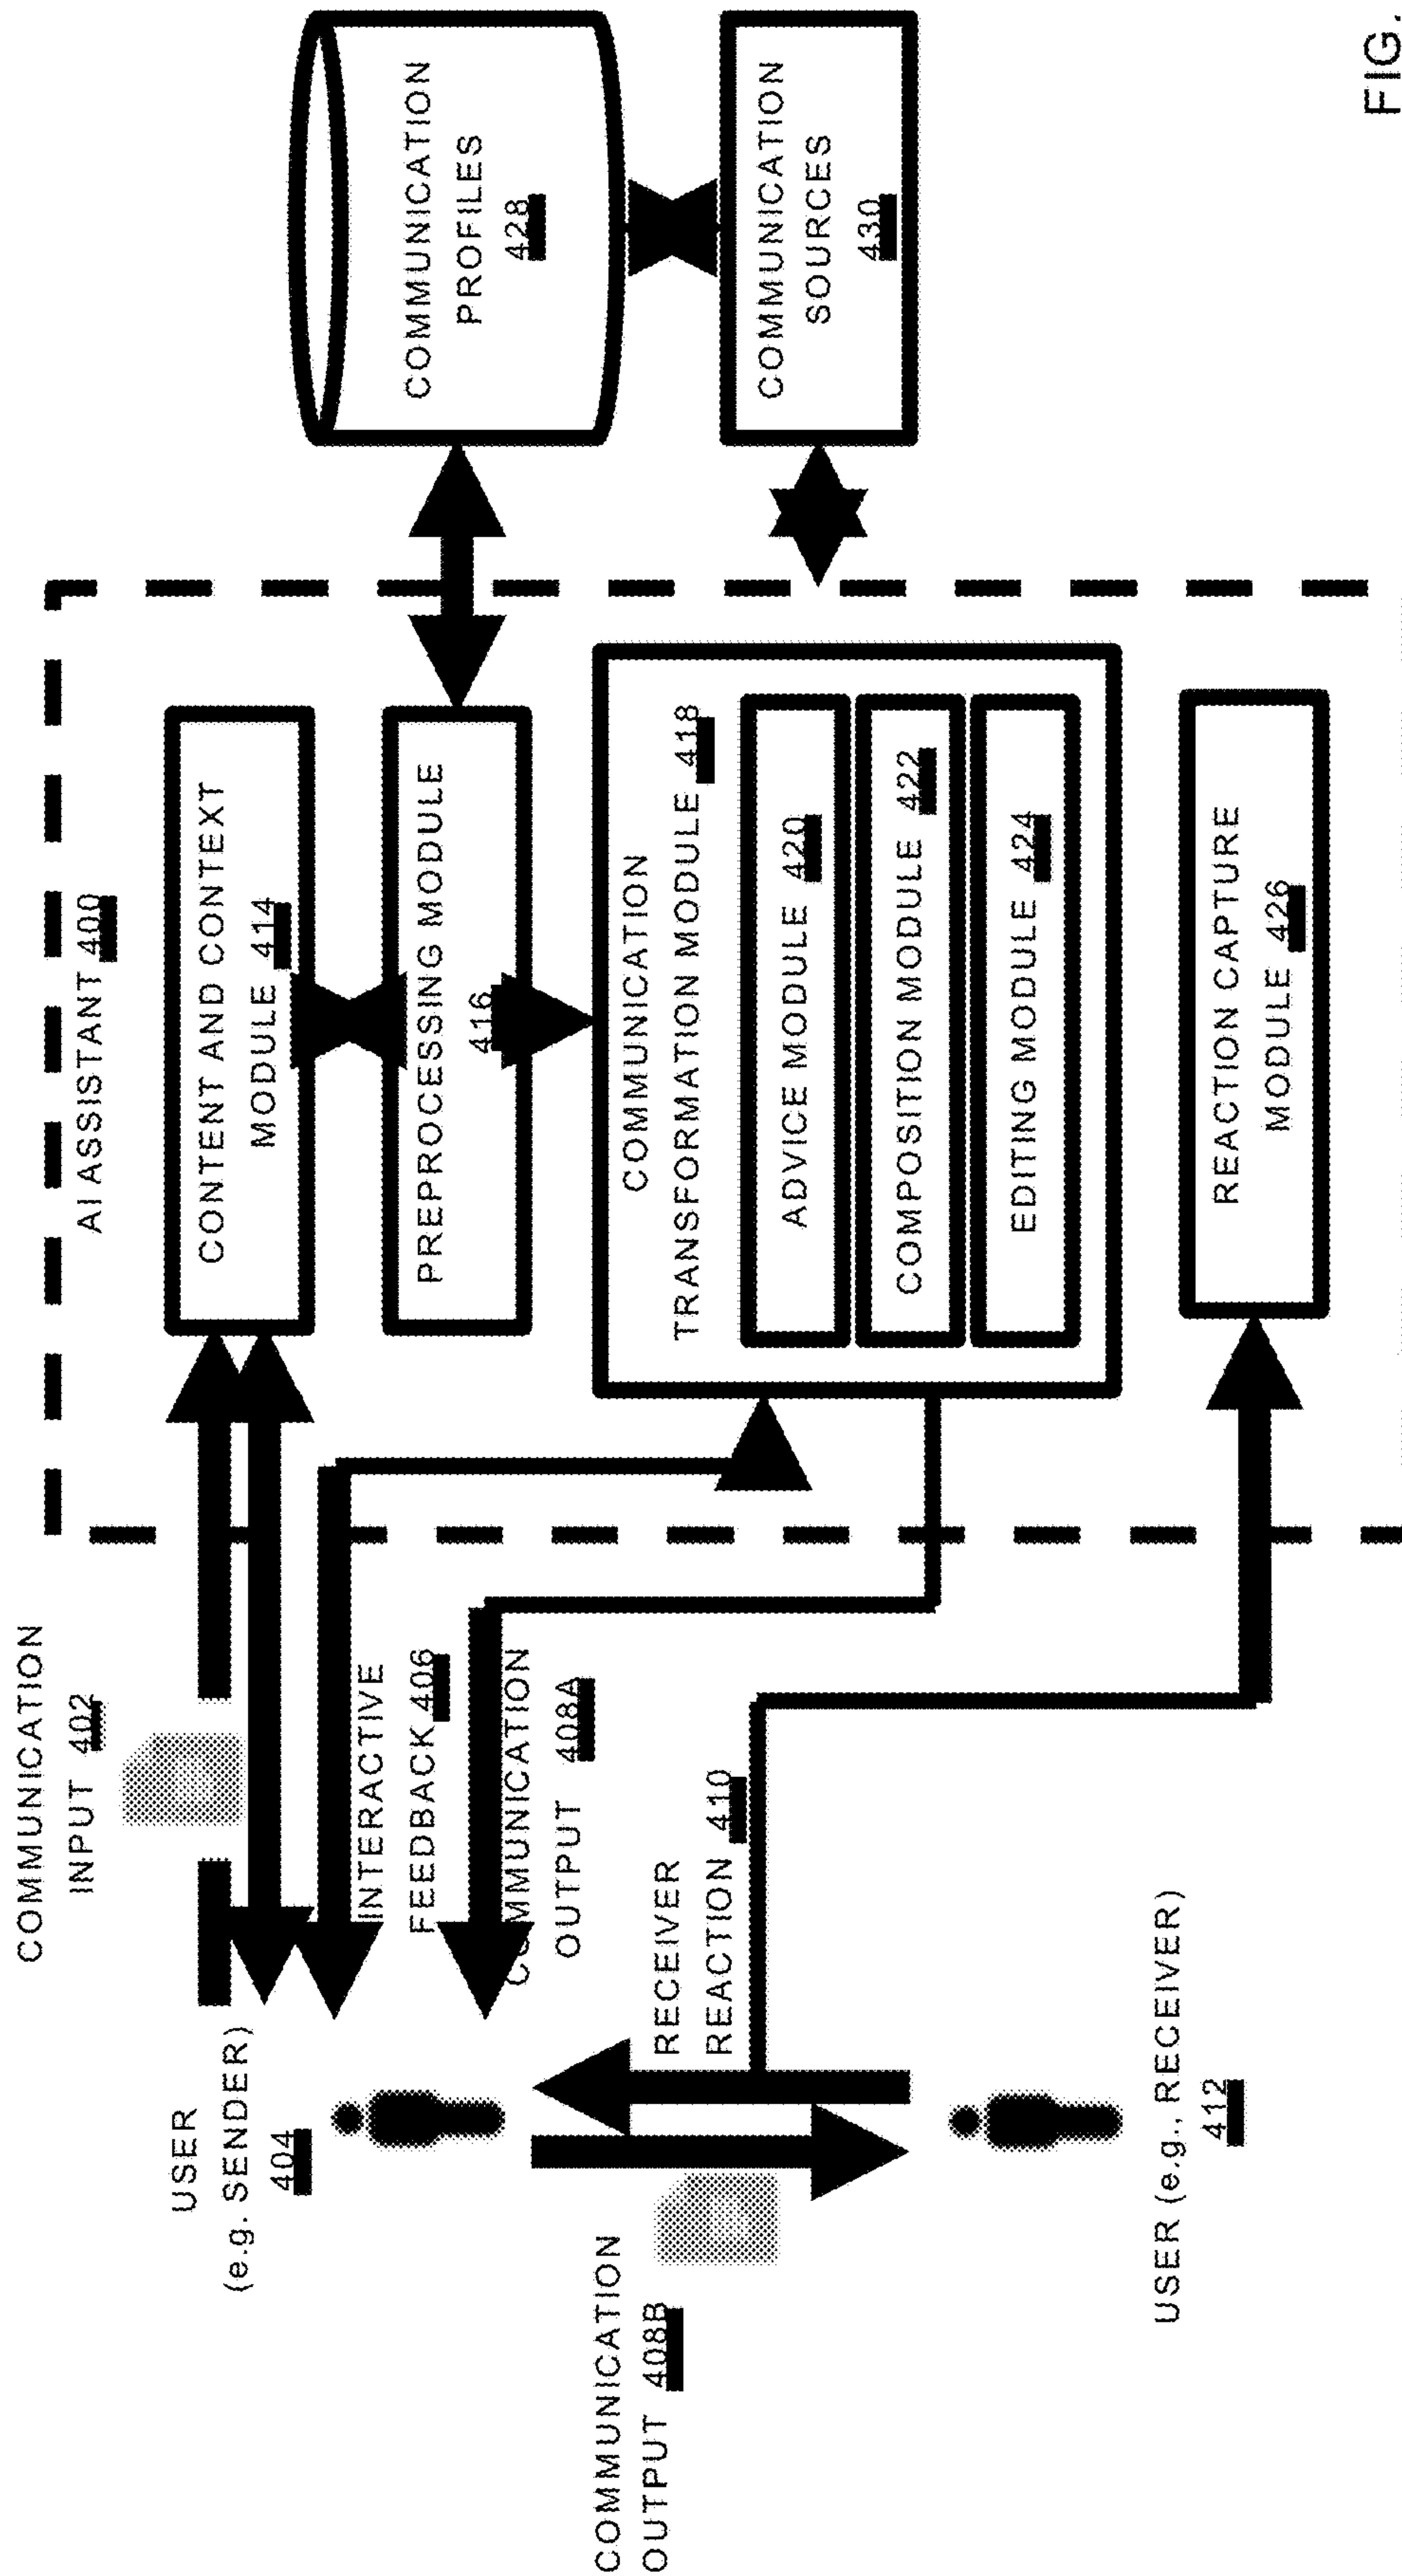 COMMUNICATION
INPUT 402
USER
(e.g. SENDER)
404
INTERACTIVE
FEEDBACK 406
COMMUNICATION
OUTPUT 408A
COMMUNICATION
OUTPUT 408B
RECEIVER
REACTION 410
USER (e.g., RECEIVER)
412
AI ASSISTANT 400
CONTENT AND CONTEXT
MODULE 414
PREPROCESSING MODULE
416
COMMUNICATION
TRANSFORMATION MODULE 418
ADVICE MODULE 420
COMPOSITION MODULE 422
EDITING MODULE 424
REACTION CAPTURE
MODULE 426
COMMUNICATION
PROFILES
428
COMMUNICATION
SOURCES
430
FIG.